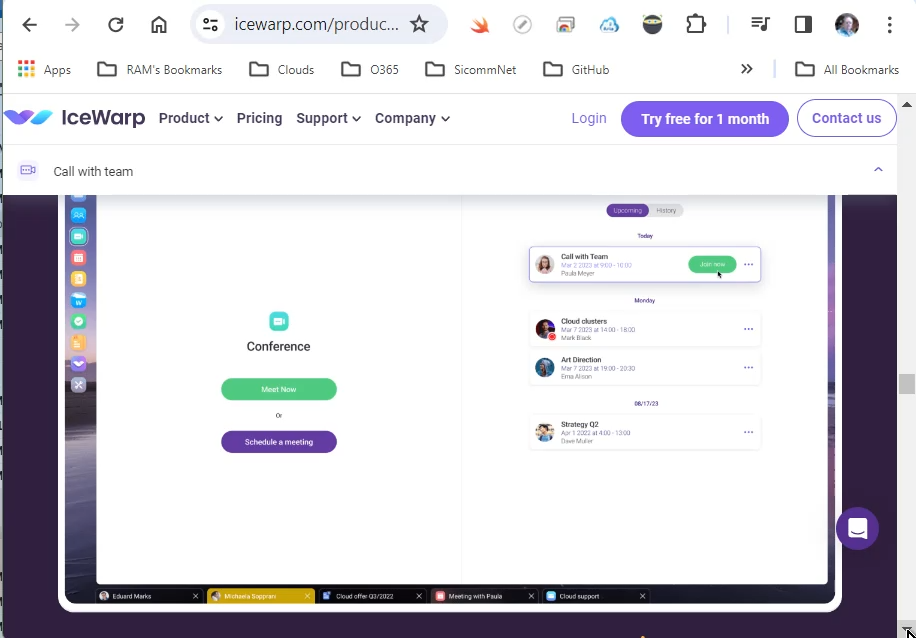 icewarp.com/produc...
Apps RAM's Bookmarks Clouds O365 SicommNet GitHub All Bookmarks
IceWarp Product Pricing Support Company Login Try free for 1 month Contact us
Call with team
Upcoming History
Today
Call with Team
Mar 2 2023 at 9:00 - 10:00
Paula Meyer
Join now
Monday
Cloud clusters
Mar 7 2023 at 14:00 - 18:00
Mark Black
Art Direction
Mar 7 2023 at 19:00 - 20:30
Ema Alison
08/17/23
Strategy Q2
Apr 1 2022 at 4:00 - 13:00
Dave Muller
Conference
Meet Now
Or
Schedule a meeting
Eduard Marks Michaela Soprani Cloud offer Q3/2022 Meeting with Paula Cloud support